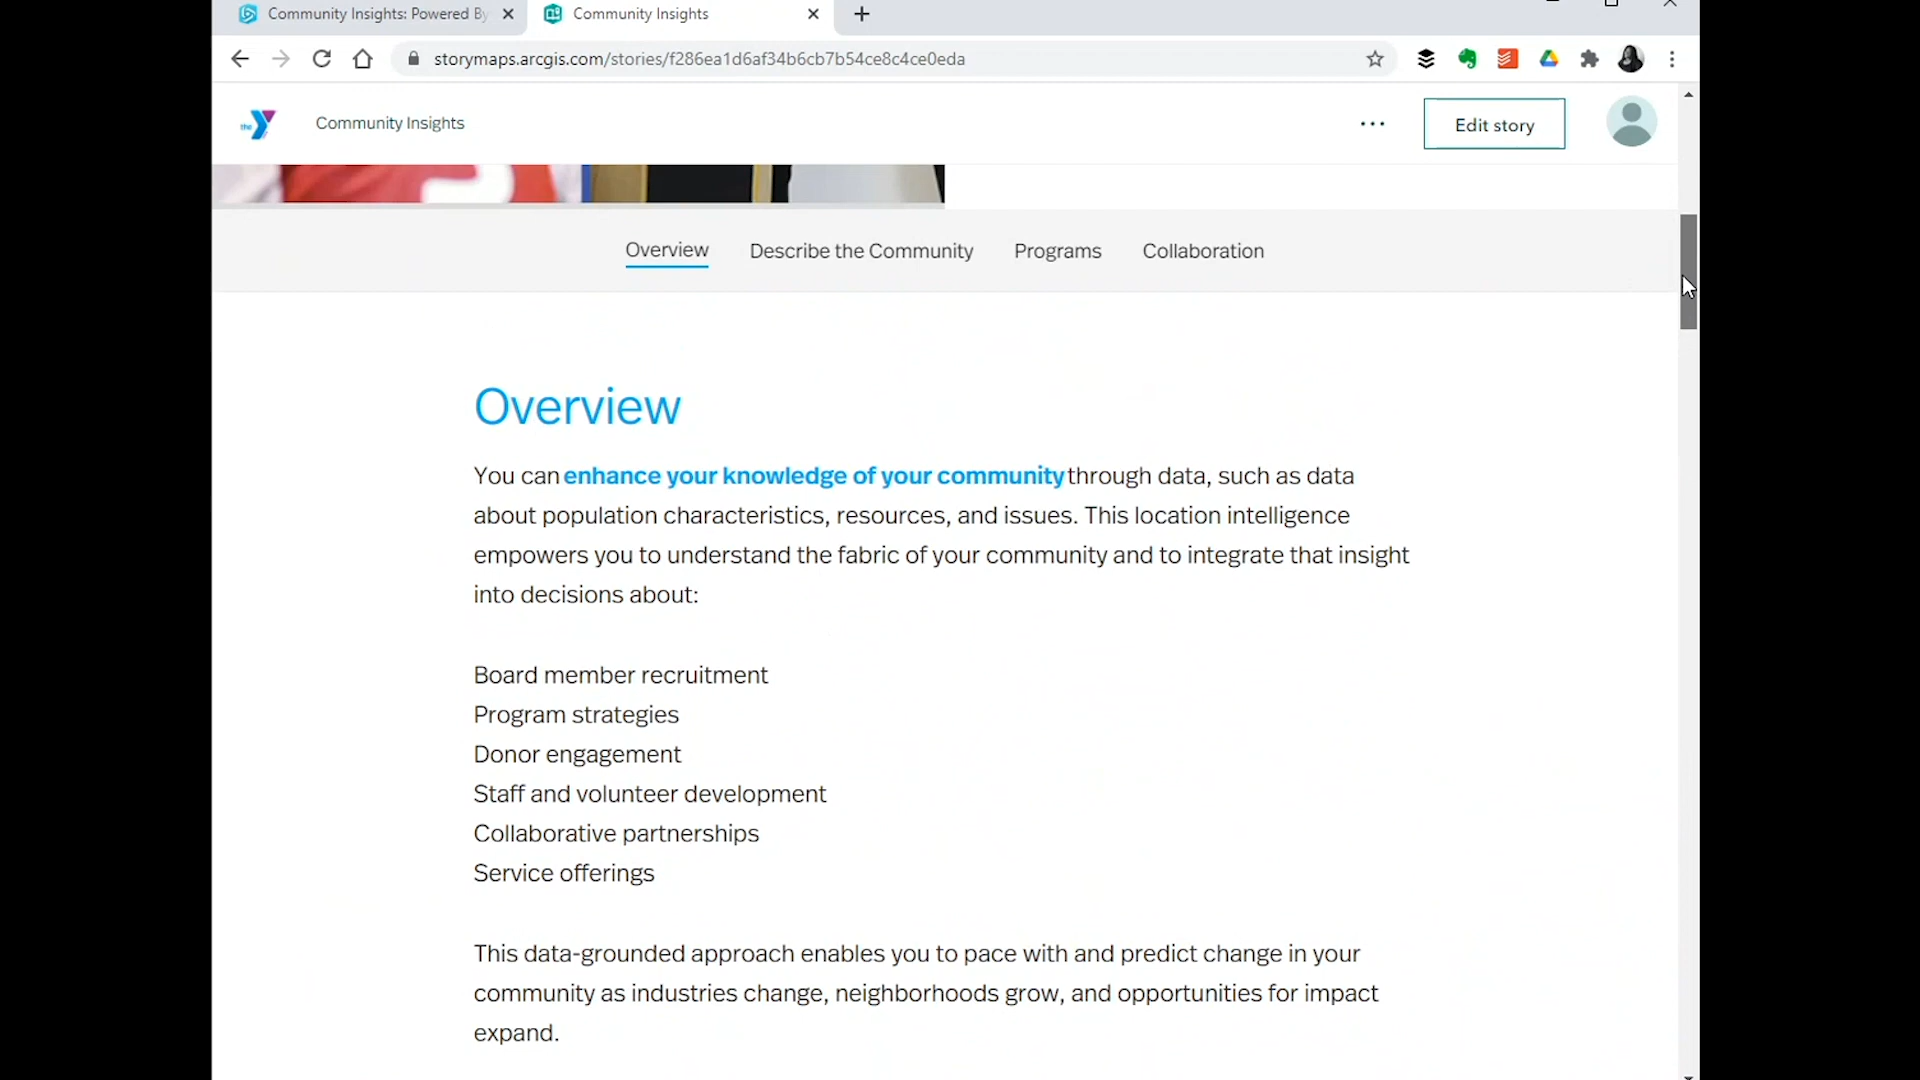 Community Insights: Powered By
Community Insights
storymaps.arcgis.com/stories/f286ea1d6af34b6cb7b54ce8c4ce0eda
the Y
Community Insights
Edit story
Overview
Describe the Community
Programs
Collaboration
Overview
You can enhance your knowledge of your community through data, such as data
about population characteristics, resources, and issues. This location intelligence
empowers you to understand the fabric of your community and to integrate that insight
into decisions about:
Board member recruitment
Program strategies
Donor engagement
Staff and volunteer development
Collaborative partnerships
Service offerings
This data-grounded approach enables you to pace with and predict change in your
community as industries change, neighborhoods grow, and opportunities for impact
expand.